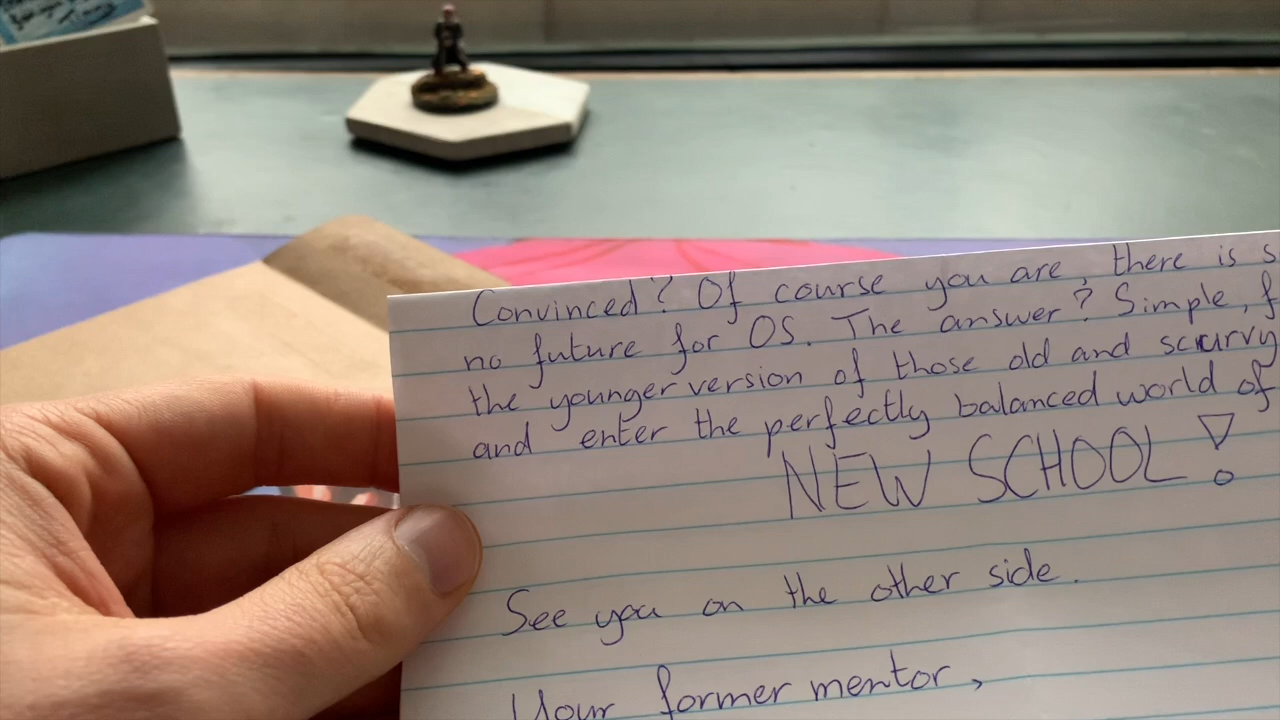 Convinced? Of course you are, there is
no future for OS. The answer? Simple,
the younger version of those old and scurvy
and enter the perfectly balanced world of
NEW SCHOOL!
See you on the other side.
Your former mentor,